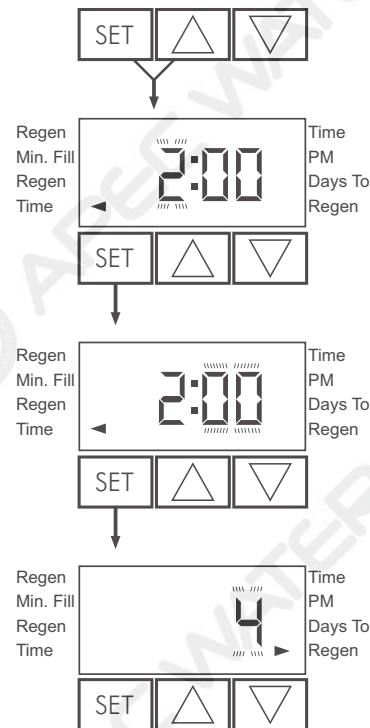 SET
Regen Time
Min. Fill 2:00 PM
Regen Days To
Time Regen
SET
Regen Time
Min. Fill 2:00 PM
Regen Days To
Time Regen
SET
Regen Time
Min. Fill 4 PM
Regen Days To
Time Regen
SET